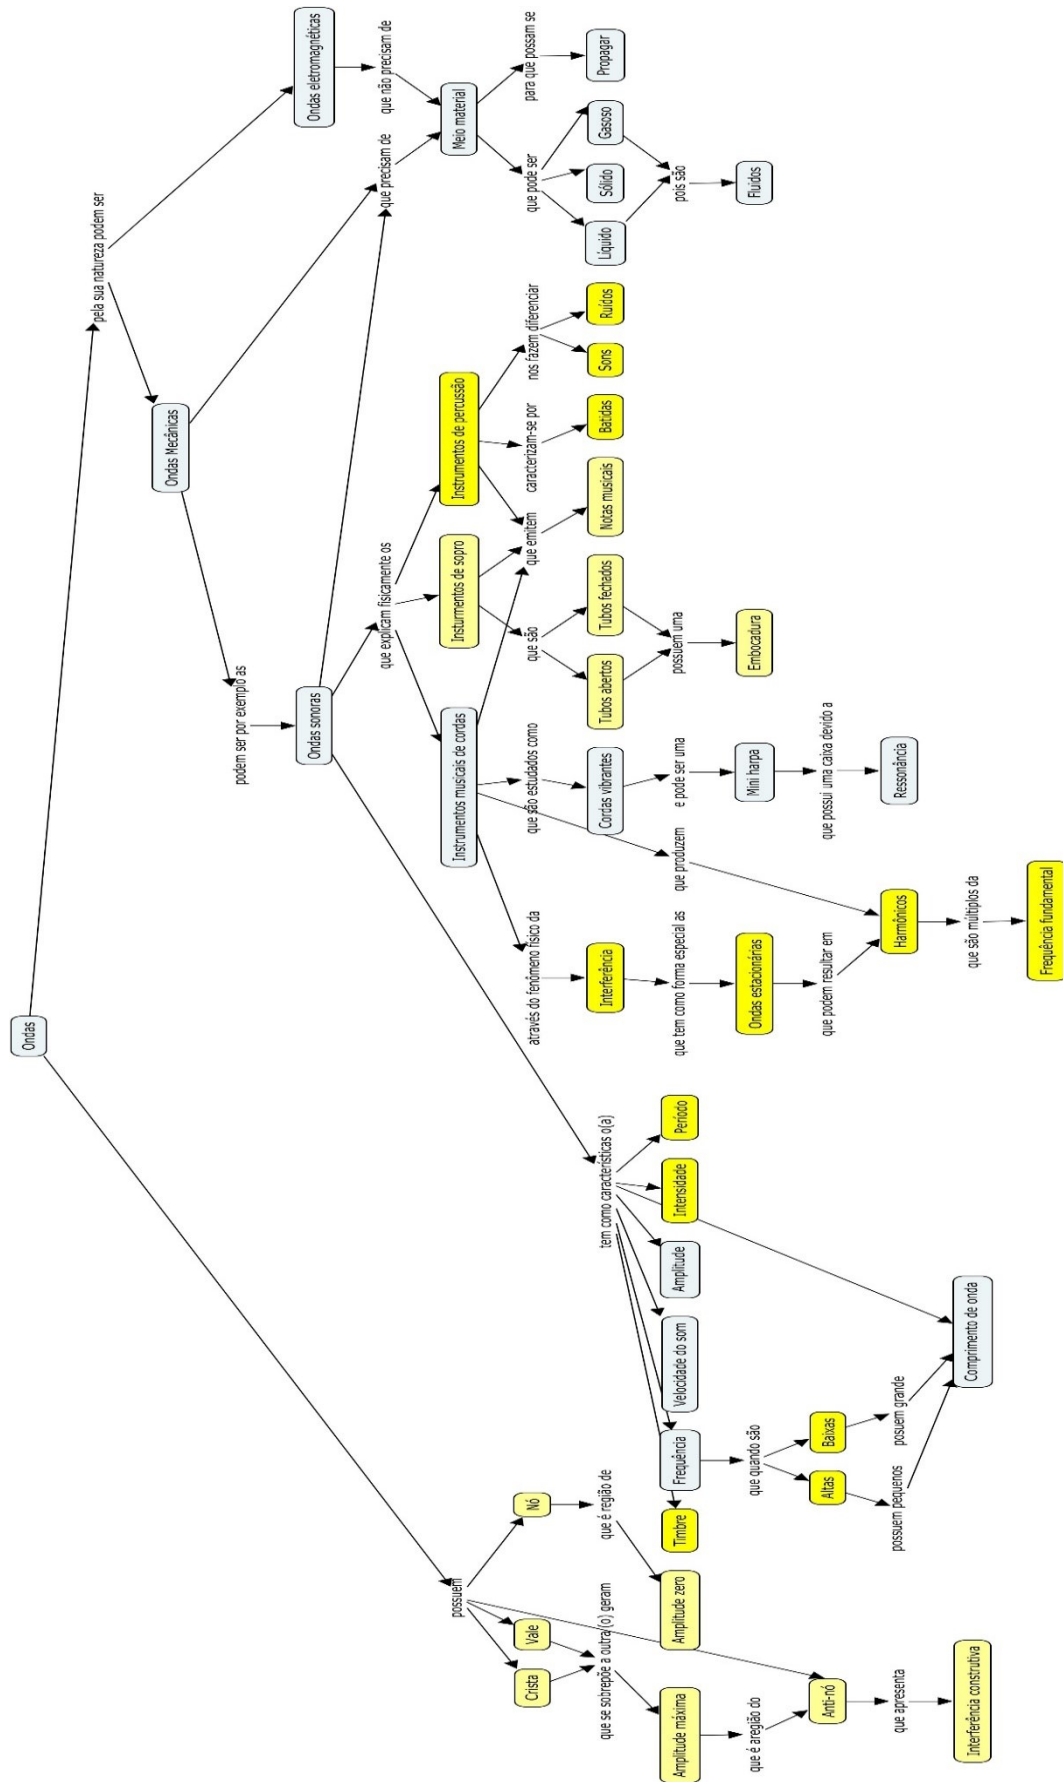 Ondas
pela sua natureza podem ser
Ondas eletromagnéticas
que não precisam de
Ondas Mecânicas
que precisam de
Meio material
para que possam se
Propagar
que pode ser
Líquido
Sólido
Gasoso
pois são
Fluidos
podem ser por exemplo as
Ondas sonoras
que explicam fisicamente os
Instrumentos musicais de cordas
Insturmentos de sopro
Instrumentos de percussão
através do fenômeno físico da
que são estudados como
que são
que emitem
caracterizam-se por
nos fazem diferenciar
Interferência
Cordas vibrantes
Tubos abertos
Tubos fechados
Notas musicais
Batidas
Sons
Ruídos
que tem como forma especial as
que produzem
e pode ser uma
possuem uma
Ondas estacionárias
Mini harpa
Embocadura
que podem resultar em
que possui uma caixa devido a
Harmônicos
Ressonância
que são múltiplos da
Frequência fundamental
tem como características o(a)
Timbre
Frequência
Velocidade do som
Amplitude
Intensidade
Período
que quando são
Altas
Baixas
possuem pequenos
posuem grande
Comprimento de onda
possuem
Crista
Vale
Nó
que se sobrepõe a outra (o) geram
que é região de
Amplitude máxima
Amplitude zero
que é aregião do
Anti-nó
que apresenta
Interferência construtiva